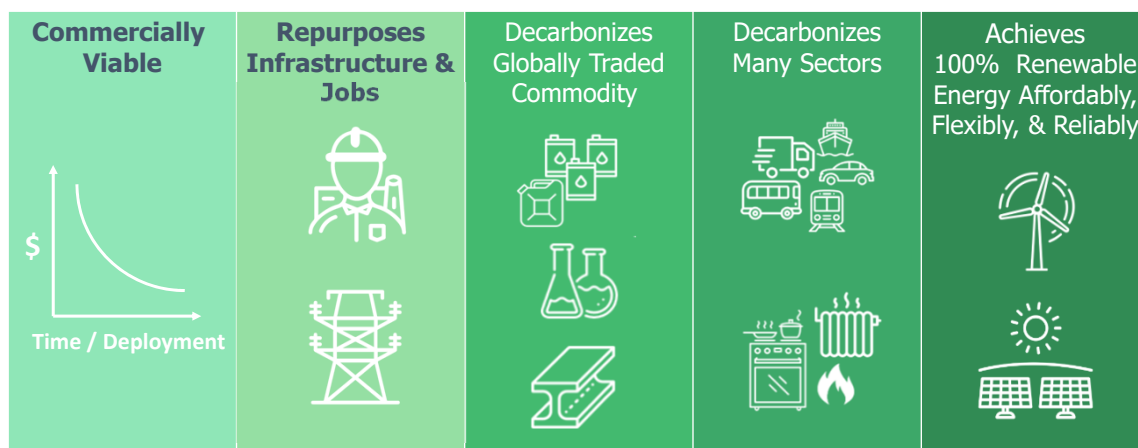 Commercially
Viable
$
Time / Deployment
Repurposes
Infrastructure &
Jobs
Decarbonizes
Globally Traded
Commodity
Decarbonizes
Many Sectors
Achieves
100% Renewable
Energy Affordably,
Flexibly, & Reliably